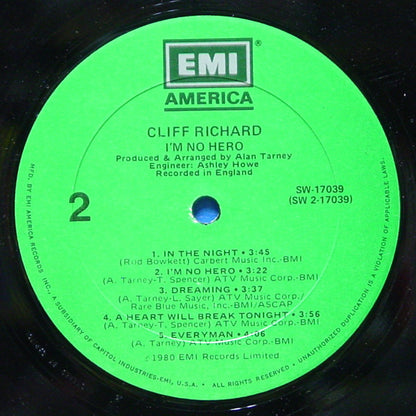 EMI®
AMERICA
CLIFF RICHARD
I'M NO HERO
Produced & Arranged by Alan Tarney
Engineer: Ashley Howe
Recorded in England
SW-17039
(SW 2-17039)
2
1. IN THE NIGHT • 3:45
(Rod Bowkett) Carbert Music Inc.-BMI
2. I'M NO HERO • 3:22
(A. Tarney-T. Spencer) ATV Music Corp.-BMI
3. DREAMING • 3:37
(A. Tarney-L. Sayer) ATV Music Corp./
Rare Blue Music, Inc.-BMI/ASCAP
4. A HEART WILL BREAK TONIGHT • 3:56
(A. Tarney-T. Spencer) ATV Music Corp.-BMI
5. EVERYMAN • 4:06
(A. Tarney) ATV Music Corp.-BMI
℗1980 EMI Records Limited
MFD. BY EMI AMERICA RECORDS, INC., A SUBSIDIARY OF CAPITOL INDUSTRIES-EMI, U.S.A. • ALL RIGHTS RESERVED. UNAUTHORIZED DUPLICATION IS A VIOLATION OF APPLICABLE LAWS.